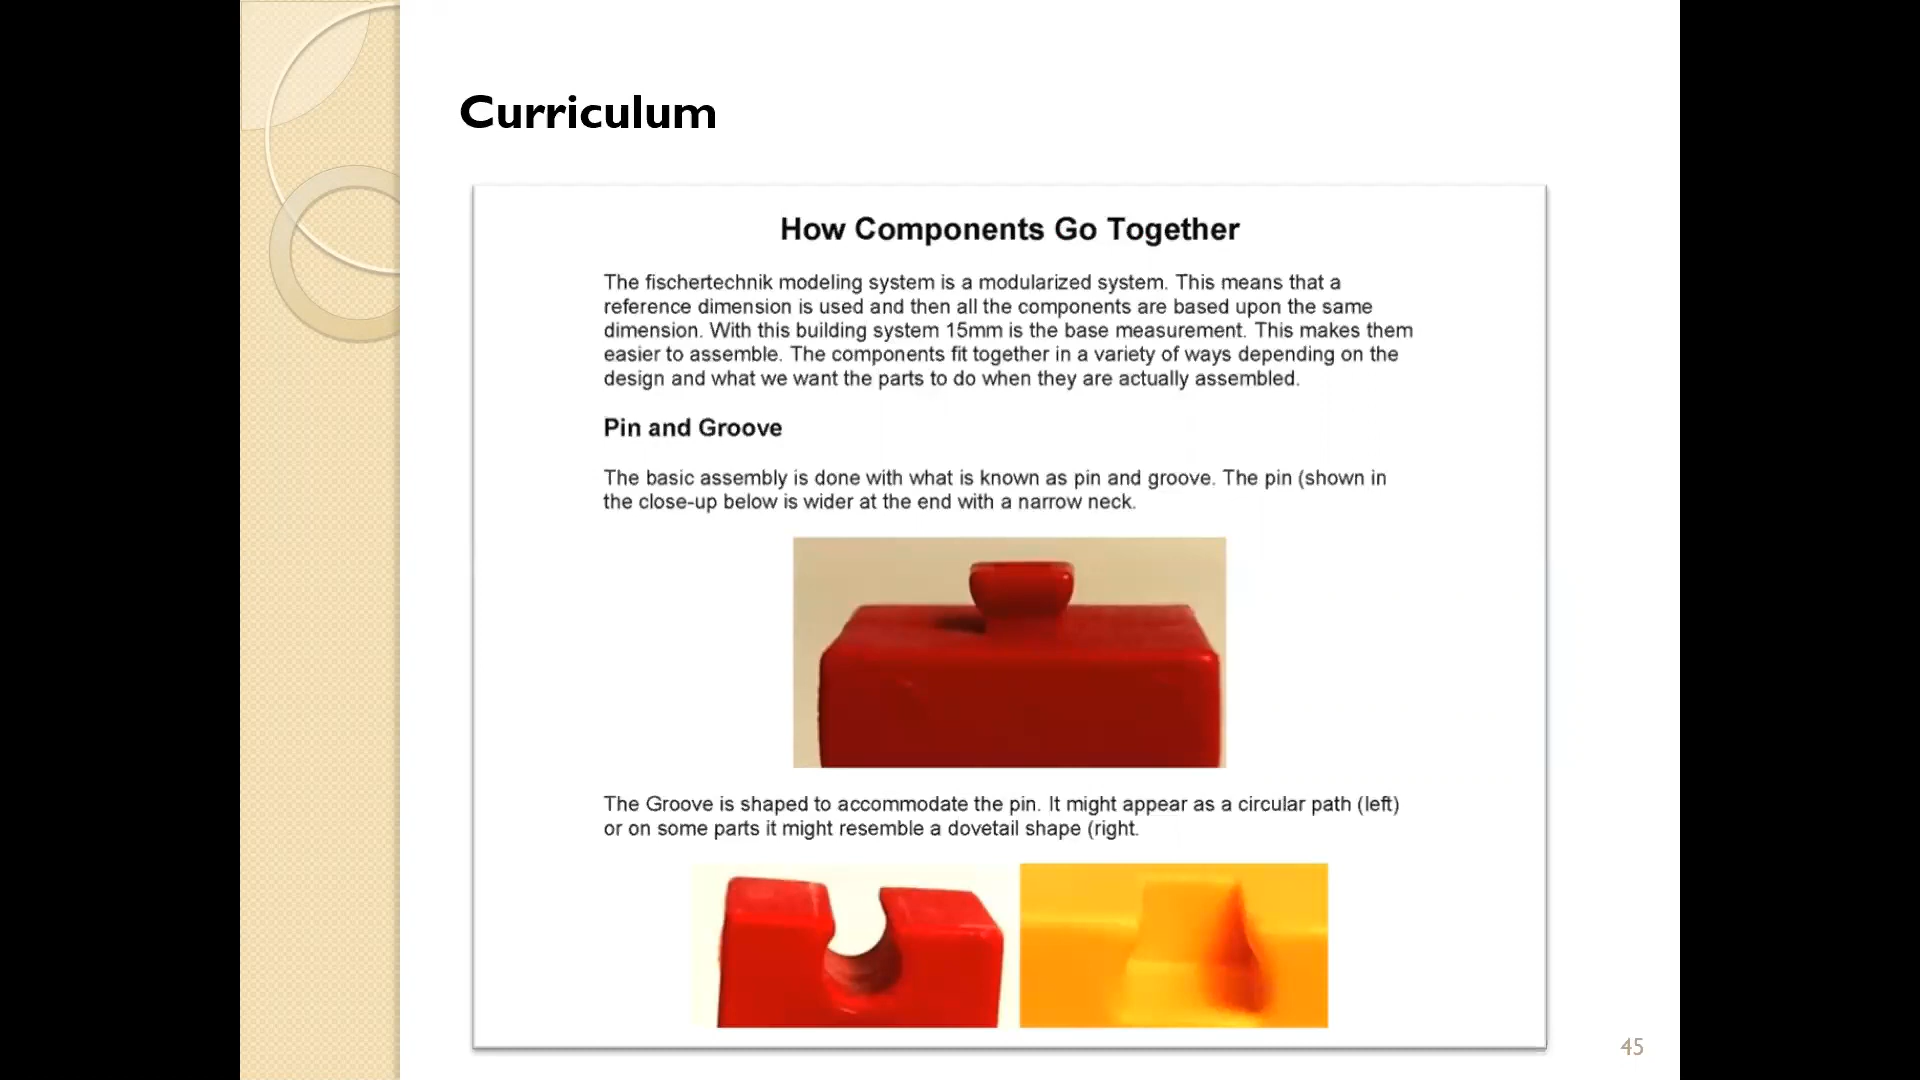 Curriculum
How Components Go Together
The fischertechnik modeling system is a modularized system. This means that a
reference dimension is used and then all the components are based upon the same
dimension. With this building system 15mm is the base measurement. This makes them
easier to assemble. The components fit together in a variety of ways depending on the
design and what we want the parts to do when they are actually assembled.
Pin and Groove
The basic assembly is done with what is known as pin and groove. The pin (shown in
the close-up below is wider at the end with a narrow neck.
The Groove is shaped to accommodate the pin. It might appear as a circular path (left)
or on some parts it might resemble a dovetail shape (right.
45